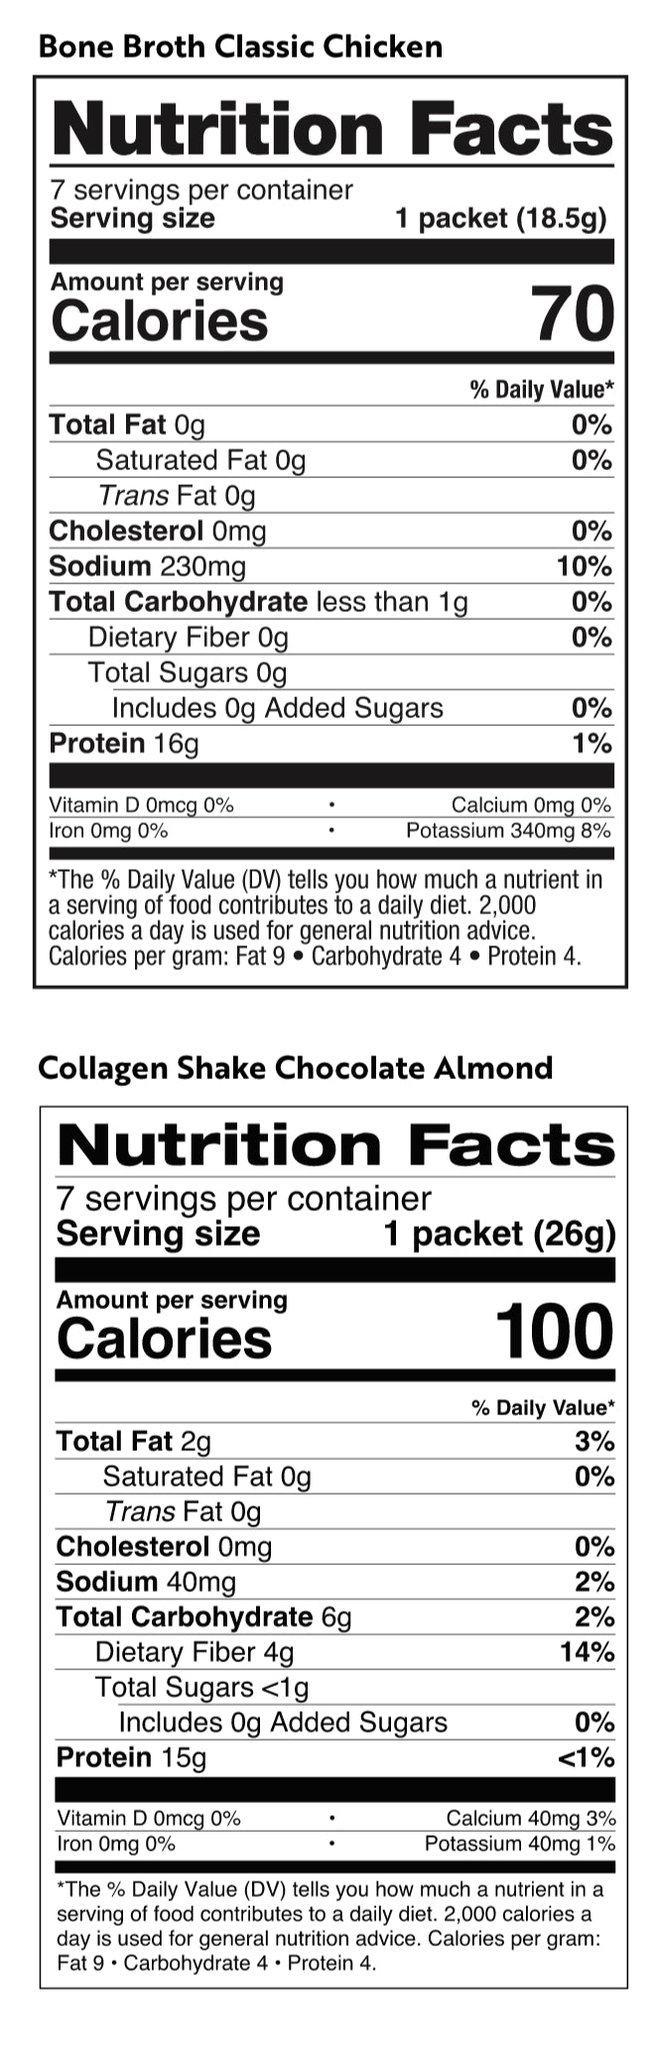 Bone Broth Classic Chicken
Nutrition Facts
7 servings per container
Serving size 1 packet (18.5g)
Amount per serving
Calories 70
% Daily Value*
Total Fat 0g 0%
Saturated Fat 0g 0%
Trans Fat 0g
Cholesterol 0mg 0%
Sodium 230mg 10%
Total Carbohydrate less than 1g 0%
Dietary Fiber 0g 0%
Total Sugars 0g
Includes 0g Added Sugars 0%
Protein 16g 1%
Vitamin D 0mcg 0% • Calcium 0mg 0%
Iron 0mg 0% • Potassium 340mg 8%
*The % Daily Value (DV) tells you how much a nutrient in
a serving of food contributes to a daily diet. 2,000
calories a day is used for general nutrition advice.
Calories per gram: Fat 9 • Carbohydrate 4 • Protein 4.
Collagen Shake Chocolate Almond
Nutrition Facts
7 servings per container
Serving size 1 packet (26g)
Amount per serving
Calories 100
% Daily Value*
Total Fat 2g 3%
Saturated Fat 0g 0%
Trans Fat 0g
Cholesterol 0mg 0%
Sodium 40mg 2%
Total Carbohydrate 6g 2%
Dietary Fiber 4g 14%
Total Sugars <1g
Includes 0g Added Sugars 0%
Protein 15g <1%
Vitamin D 0mcg 0% • Calcium 40mg 3%
Iron 0mg 0% • Potassium 40mg 1%
*The % Daily Value (DV) tells you how much a nutrient in a
serving of food contributes to a daily diet. 2,000 calories a
day is used for general nutrition advice. Calories per gram:
Fat 9 • Carbohydrate 4 • Protein 4.